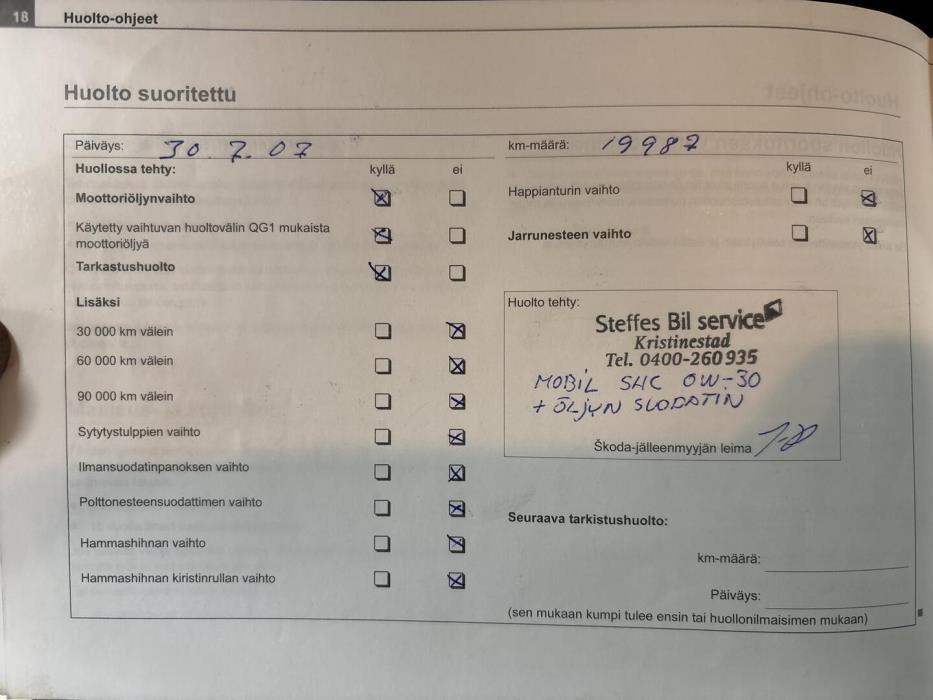 18 Huolto-ohjeet
Huolto suoritettu
Päiväys: 30.7.07
Huollossa tehty: kyllä ei
Moottoriöljynvaihto
Käytetty vaihtuvan huoltovälin QG1 mukaista
moottoriöljyä
Tarkastushuolto
Lisäksi
30 000 km välein
60 000 km välein
90 000 km välein
Sytytystulppien vaihto
Ilmansuodatinpanoksen vaihto
Polttonesteensuodattimen vaihto
Hammashihnan vaihto
Hammashihnan kiristinrullan vaihto
km-määrä: 19987
kyllä ei
Happianturin vaihto
Jarrunesteen vaihto
Huolto tehty:
Steffes Bil service
Kristinestad
Tel. 0400-260935
MOBIL SHC 0W-30
+ ÖLJYN SUODATIN
Škoda-jälleenmyyjän leima
Seuraava tarkistushuolto:
km-määrä:
Päiväys:
(sen mukaan kumpi tulee ensin tai huollonilmaisimen mukaan)